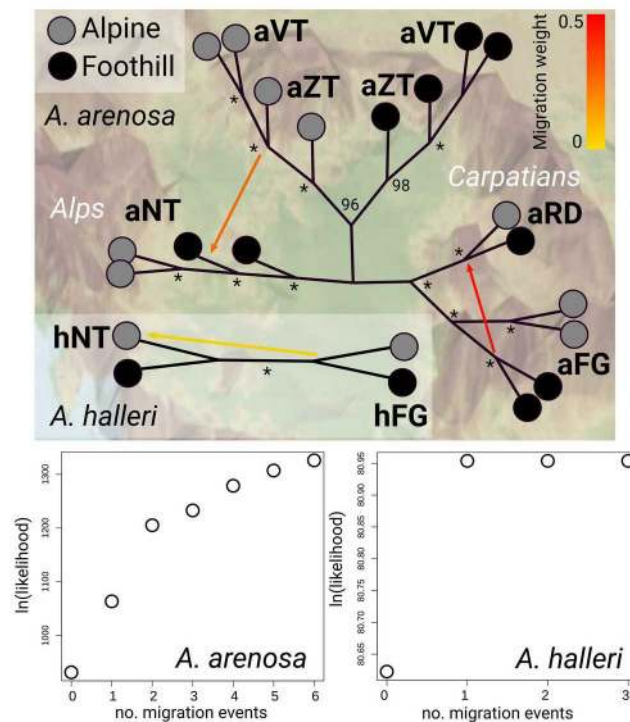 Alpine
Foothill
A. arenosa
aVT
aVT
0.5
aZT
aZT
Migration weight
0
*
*
*
*
*
96
98
Alps
Carpatians
aNT
aRD
*
*
*
*
*
*
*
*
aFG
hNT
*
hFG
A. halleri
ln(likelihood)
1300
1200
1100
1000
A. arenosa
0 1 2 3 4 5 6
no. migration events
ln(likelihood)
80.95
80.90
80.85
80.80
80.75
80.70
80.65
A. halleri
0 1 2 3
no. migration events